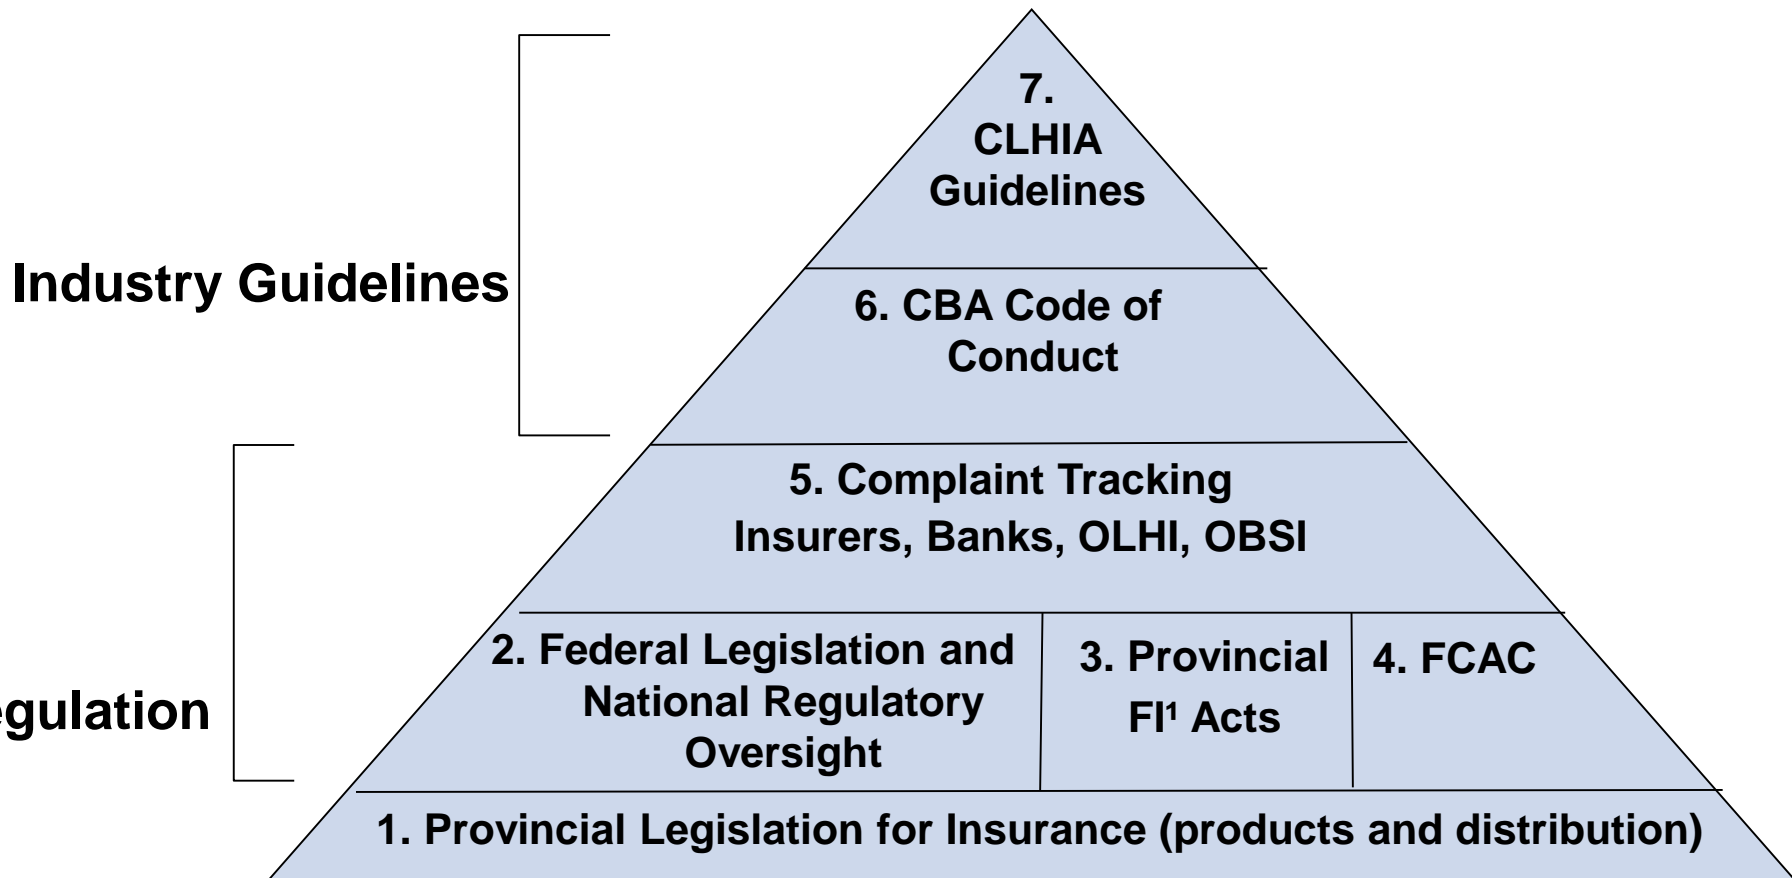 7.
CLHIA
Guidelines
Industry Guidelines
6. CBA Code of
Conduct
5. Complaint Tracking
Insurers, Banks, OLHI, OBSI
2. Federal Legislation and
National Regulatory
Oversight
3. Provincial
FI¹ Acts
4. FCAC
egulation
1. Provincial Legislation for Insurance (products and distribution)